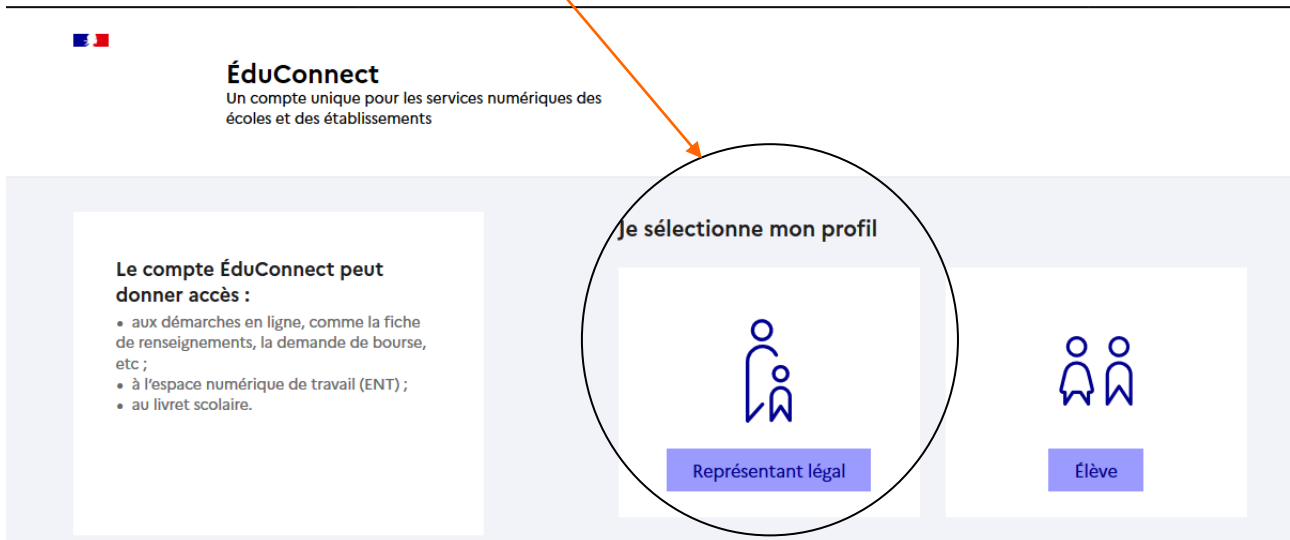 ÉduConnect
Un compte unique pour les services numériques des
écoles et des établissements
Le compte ÉduConnect peut
donner accès :
• aux démarches en ligne, comme la fiche
de renseignements, la demande de bourse,
etc ;
• à l'espace numérique de travail (ENT) ;
• au livret scolaire.
Je sélectionne mon profil
Représentant légal
Élève